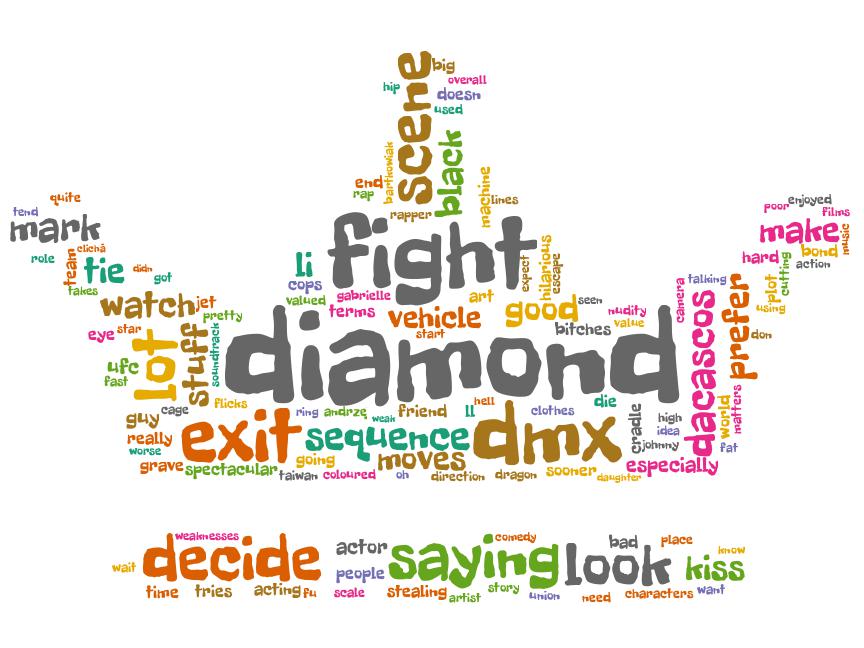 scene
big
overall
hip
doesn
used
bartkowiak
black
end
rap
rapper
machine
lines
quite
tend
mark
role
team
clichã
tie
didn
got
takes
poor
enjoyed
films
make
music
hard
bond
action
cutting
plot
using
li
cops
valued
fight
gabrielle
terms
art
expect
hilarious
escape
watch
jet
pretty
vehicle
start
good
seen
nudity
value
bitches
camera
talking
dacascos
prefer
don
eye
star
lot
stuff
soundtrack
ufc
fast
diamond
cage
flicks
guy
really
worse
grave
spectacular
exit
ring
andrze
weak
friend
ll
hell
clothes
die
cradle
high
idea
johnny
world
matters
fat
sequence
dmx
going
moves
taiwan
coloured
oh
direction
dragon
sooner
daughter
especially
weaknesses
wait
decide
actor
people
comedy
saying
look
bad
place
know
kiss
time
tries
acting
fu
scale
stealing
artist
story
union
need
characters
want